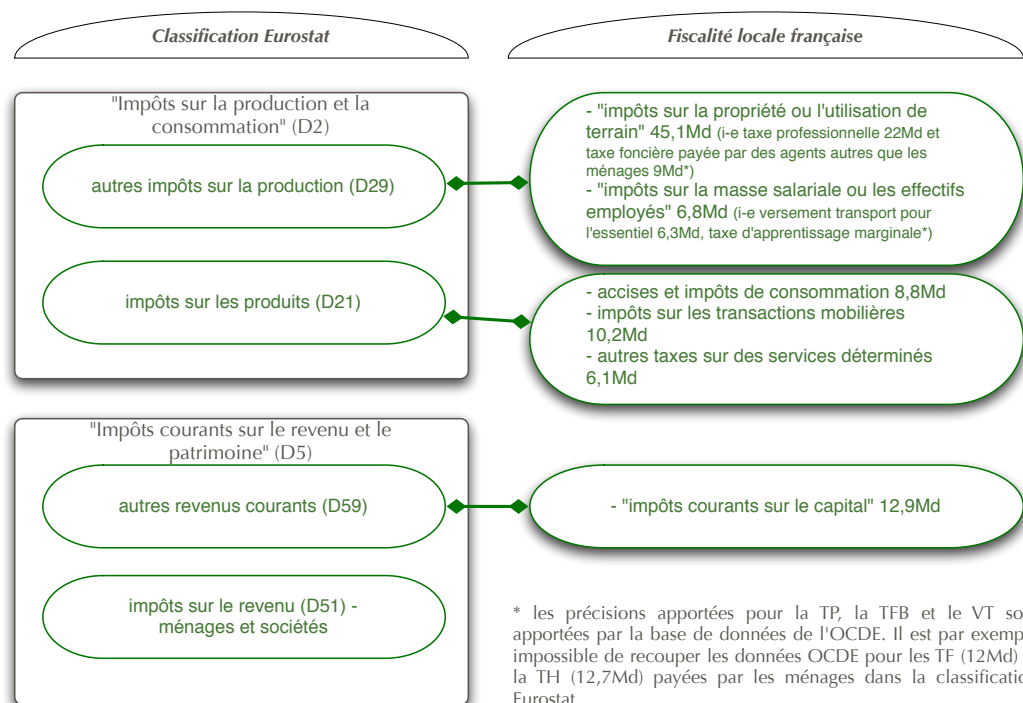 Classification Eurostat
Fiscalité locale française
"Impôts sur la production et la
consommation" (D2)
autres impôts sur la production (D29)
impôts sur les produits (D21)
- "impôts sur la propriété ou l'utilisation de
terrain" 45,1Md (i-e taxe professionnelle 22Md et
taxe foncière payée par des agents autres que les
ménages 9Md*)
- "impôts sur la masse salariale ou les effectifs
employés" 6,8Md (i-e versement transport pour
l'essentiel 6,3Md, taxe d'apprentissage marginale*)
- accises et impôts de consommation 8,8Md
- impôts sur les transactions mobilières
10,2Md
- autres taxes sur des services déterminés
6,1Md
"Impôts courants sur le revenu et le
patrimoine" (D5)
autres revenus courants (D59)
impôts sur le revenu (D51) -
ménages et sociétés
- "impôts courants sur le capital" 12,9Md
* les précisions apportées pour la TP, la TFB et le VT so
apportées par la base de données de l'OCDE. Il est par exemp
impossible de recouper les données OCDE pour les TF (12Md)
la TH (12,7Md) payées par les ménages dans la classificatio
Eurostat